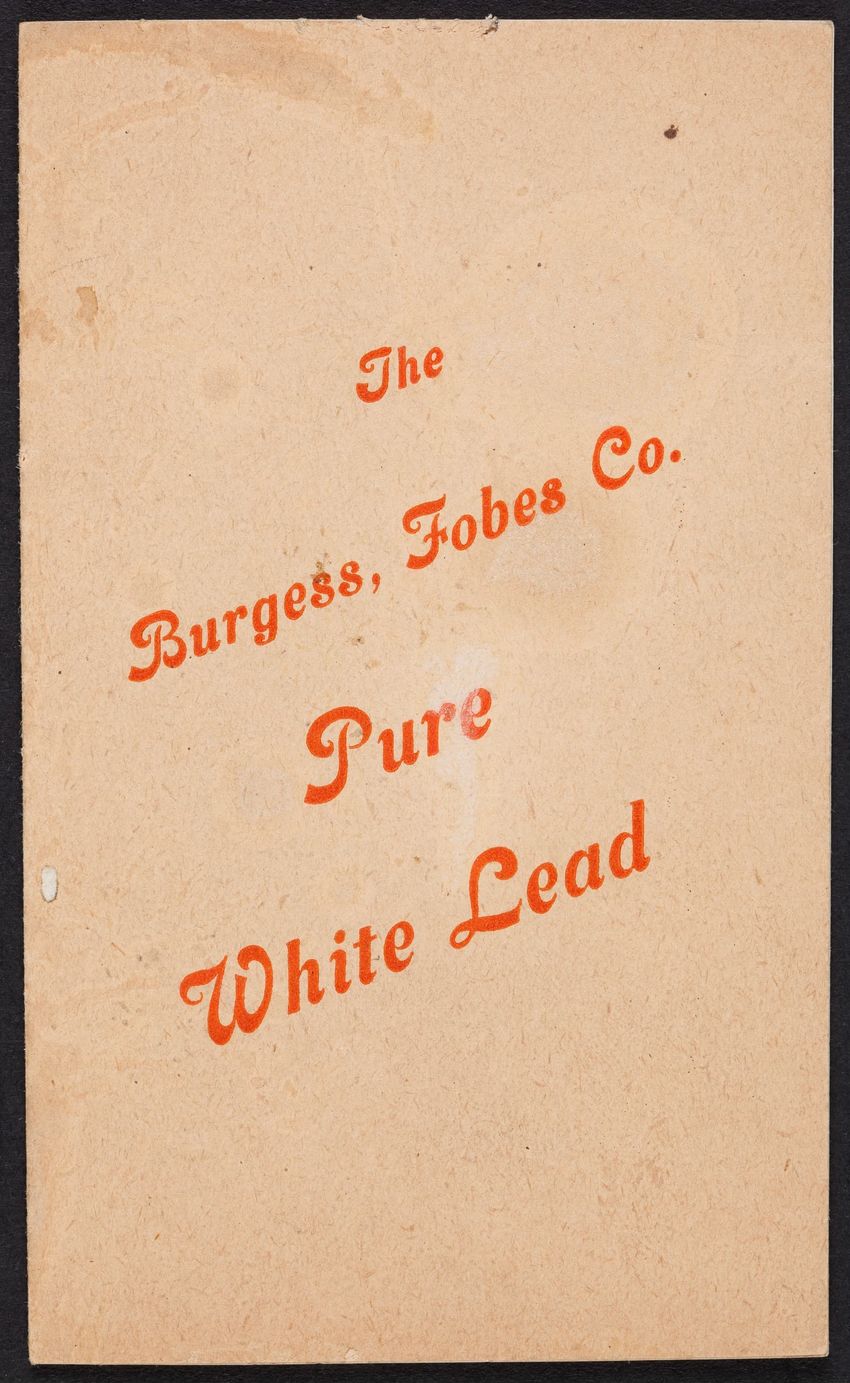 The
Burgess, Fobes Co.
Pure
White Lead